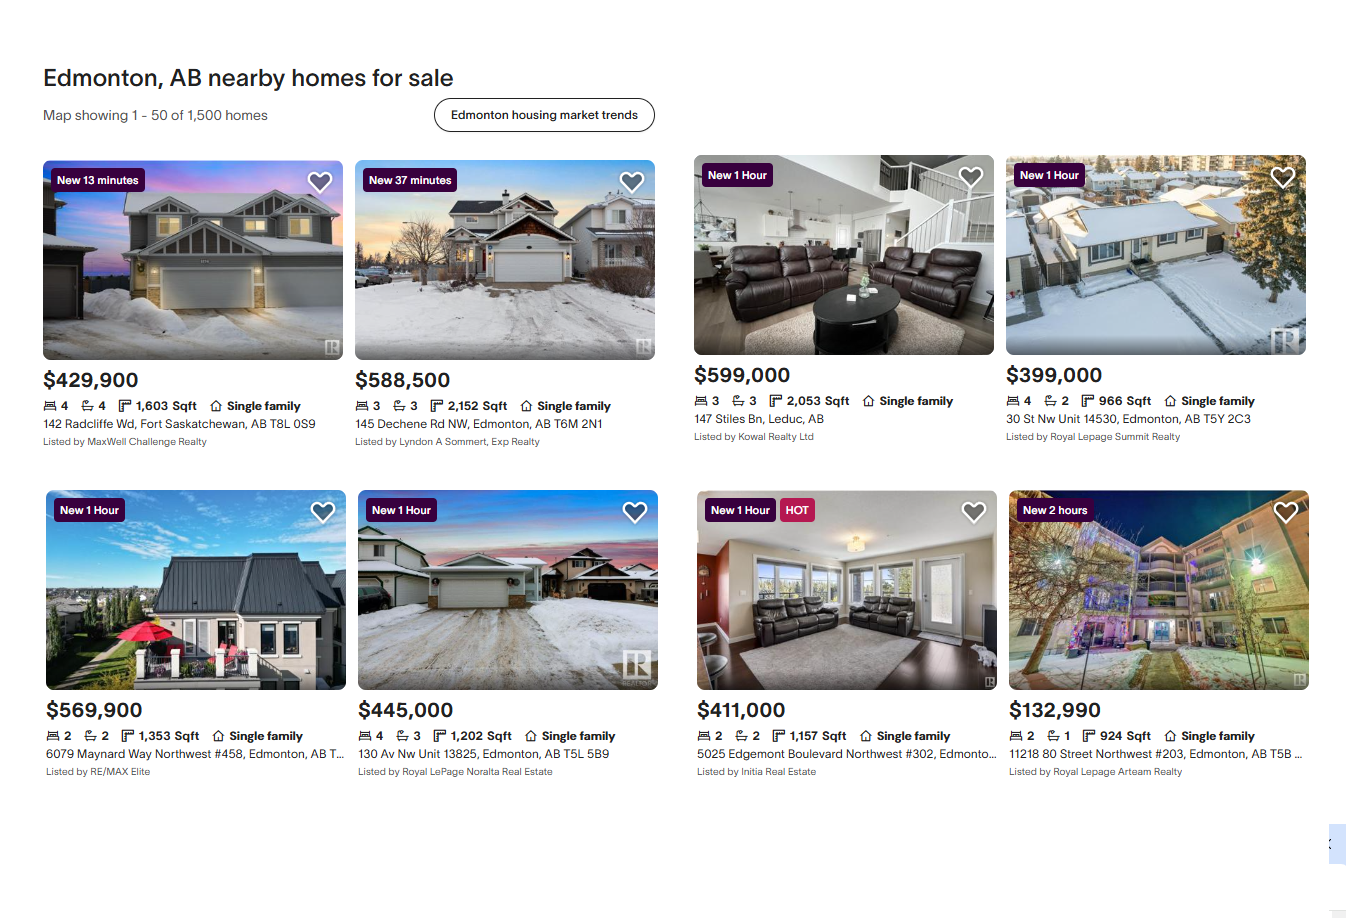 Edmonton, AB nearby homes for sale
Map showing 1 - 50 of 1,500 homes
Edmonton housing market trends
New 13 minutes
$429,900
4 4 1,603 Sqft Single family
142 Radcliffe Wd, Fort Saskatchewan, AB T8L 0S9
Listed by MaxWell Challenge Realty
New 37 minutes
$588,500
3 3 2,152 Sqft Single family
145 Dechene Rd NW, Edmonton, AB T6M 2N1
Listed by Lyndon A Sommert, Exp Realty
New 1 Hour
$599,000
3 3 2,053 Sqft Single family
147 Stiles Bn, Leduc, AB
Listed by Kowal Realty Ltd
New 1 Hour
$399,000
4 2 966 Sqft Single family
30 St Nw Unit 14530, Edmonton, AB T5Y 2C3
Listed by Royal Lepage Summit Realty
New 1 Hour
$569,900
2 2 1,353 Sqft Single family
6079 Maynard Way Northwest #458, Edmonton, AB T...
Listed by RE/MAX Elite
New 1 Hour
REALTOR
$445,000
4 3 1,202 Sqft Single family
130 Av Nw Unit 13825, Edmonton, AB T5L 5B9
Listed by Royal LePage Noralta Real Estate
New 1 Hour HOT
$411,000
2 2 1,157 Sqft Single family
5025 Edgemont Boulevard Northwest #302, Edmonto...
Listed by Initia Real Estate
New 2 hours
$132,990
2 1 924 Sqft Single family
11218 80 Street Northwest #203, Edmonton, AB T5B ...
Listed by Royal Lepage Arteam Realty